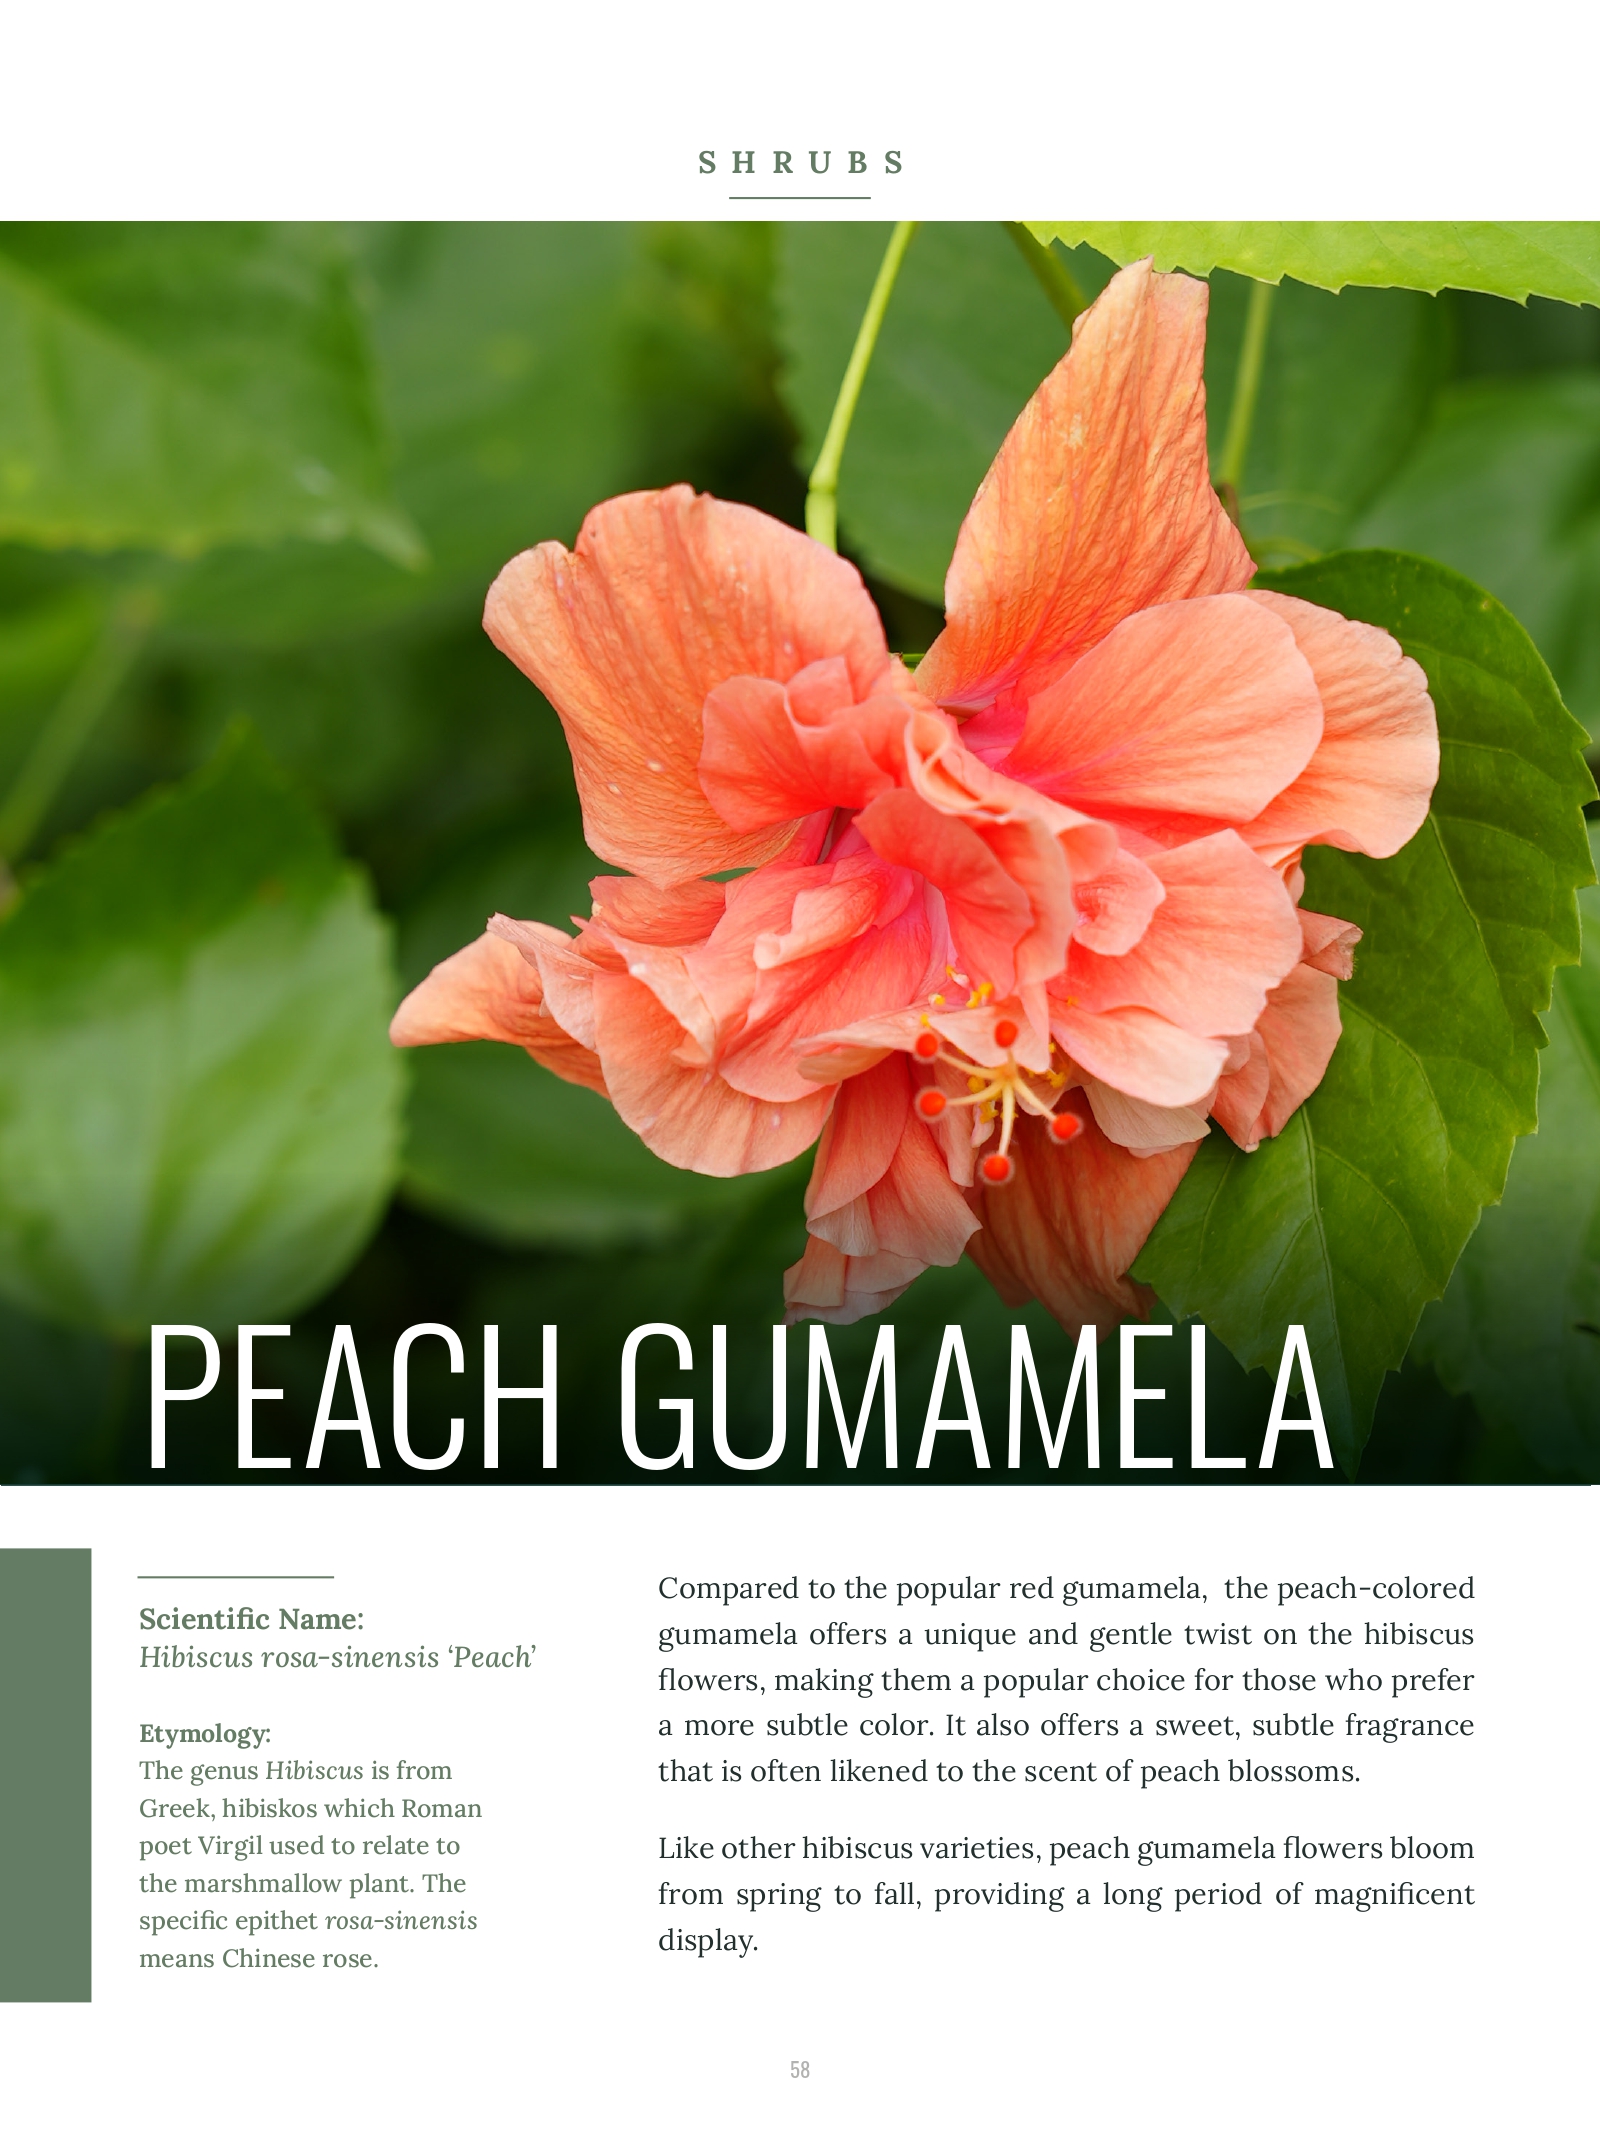 SHRUBS
PEACH GUMAMELA
Scientific Name:
Hibiscus rosa-sinensis ‘Peach’
Etymology:
The genus Hibiscus is from
Greek, hibiskos which Roman
poet Virgil used to relate to
the marshmallow plant. The
specific epithet rosa-sinensis
means Chinese rose.
Compared to the popular red gumamela,  the peach-colored
gumamela offers a unique and gentle twist on the hibiscus
flowers, making them a popular choice for those who prefer
a more subtle color. It also offers a sweet, subtle fragrance
that is often likened to the scent of peach blossoms.
Like other hibiscus varieties, peach gumamela flowers bloom
from spring to fall, providing a long period of magnificent
display.
58